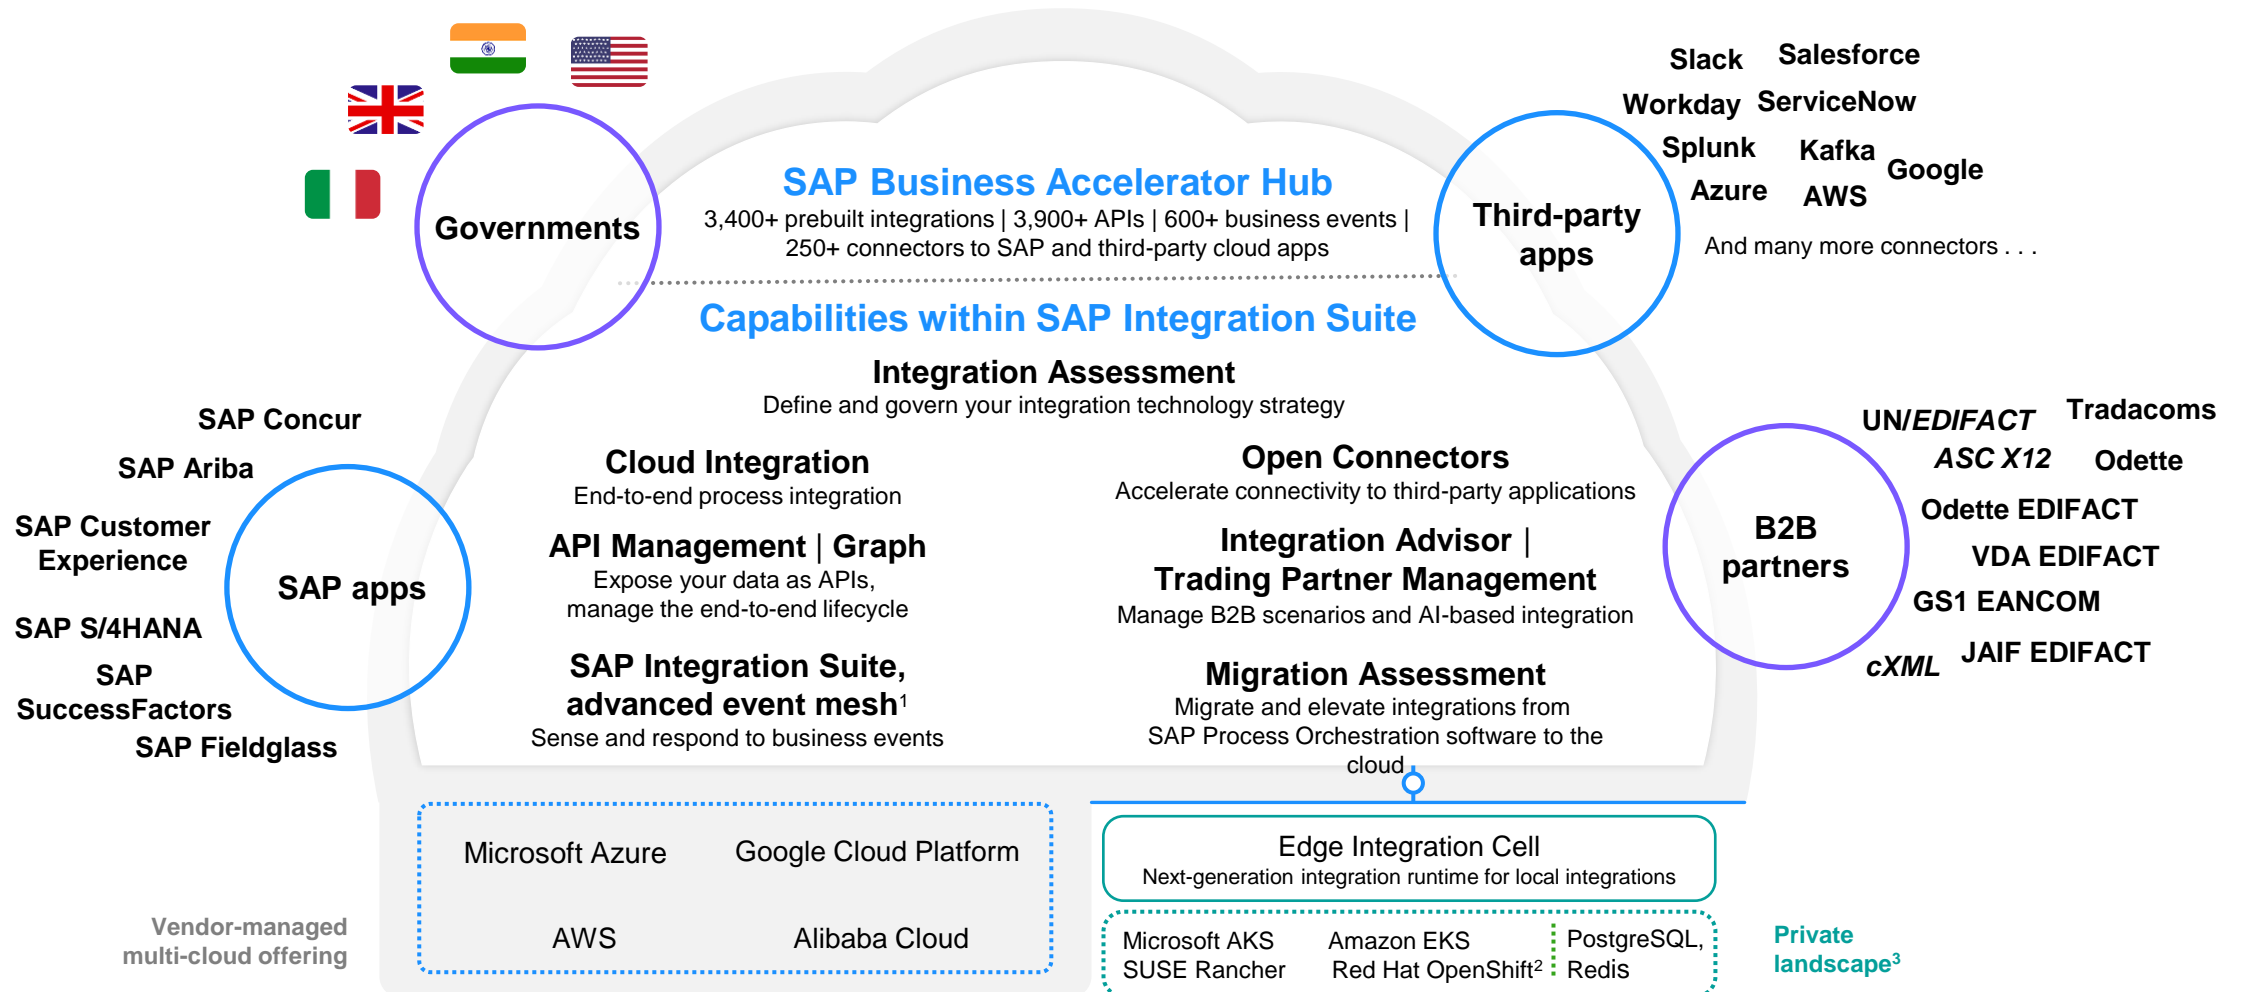 Slack Salesforce
Workday ServiceNow
Splunk Kafka Google
Azure AWS
And many more connectors . . .
Governments
SAP Business Accelerator Hub
3,400+ prebuilt integrations | 3,900+ APIs | 600+ business events |
250+ connectors to SAP and third-party cloud apps
Third-party
apps
Capabilities within SAP Integration Suite
Integration Assessment
Define and govern your integration technology strategy
SAP Concur
SAP Ariba
SAP Customer
Experience
SAP apps
SAP S/4HANA
SAP
SuccessFactors
SAP Fieldglass
Cloud Integration
End-to-end process integration
API Management | Graph
Expose your data as APIs,
manage the end-to-end lifecycle
SAP Integration Suite,
advanced event mesh¹
Sense and respond to business events
Open Connectors
Accelerate connectivity to third-party applications
Integration Advisor |
Trading Partner Management
Manage B2B scenarios and AI-based integration
Migration Assessment
Migrate and elevate integrations from
SAP Process Orchestration software to the
cloud
B2B
partners
UN/EDIFACT Tradacoms
ASC X12 Odette
Odette EDIFACT
VDA EDIFACT
GS1 EANCOM
JAIF EDIFACT
cXML
Vendor-managed
multi-cloud offering
Microsoft Azure Google Cloud Platform
AWS Alibaba Cloud
Edge Integration Cell
Next-generation integration runtime for local integrations
Microsoft AKS Amazon EKS PostgreSQL,
SUSE Rancher Red Hat OpenShift² Redis
Private
landscape³